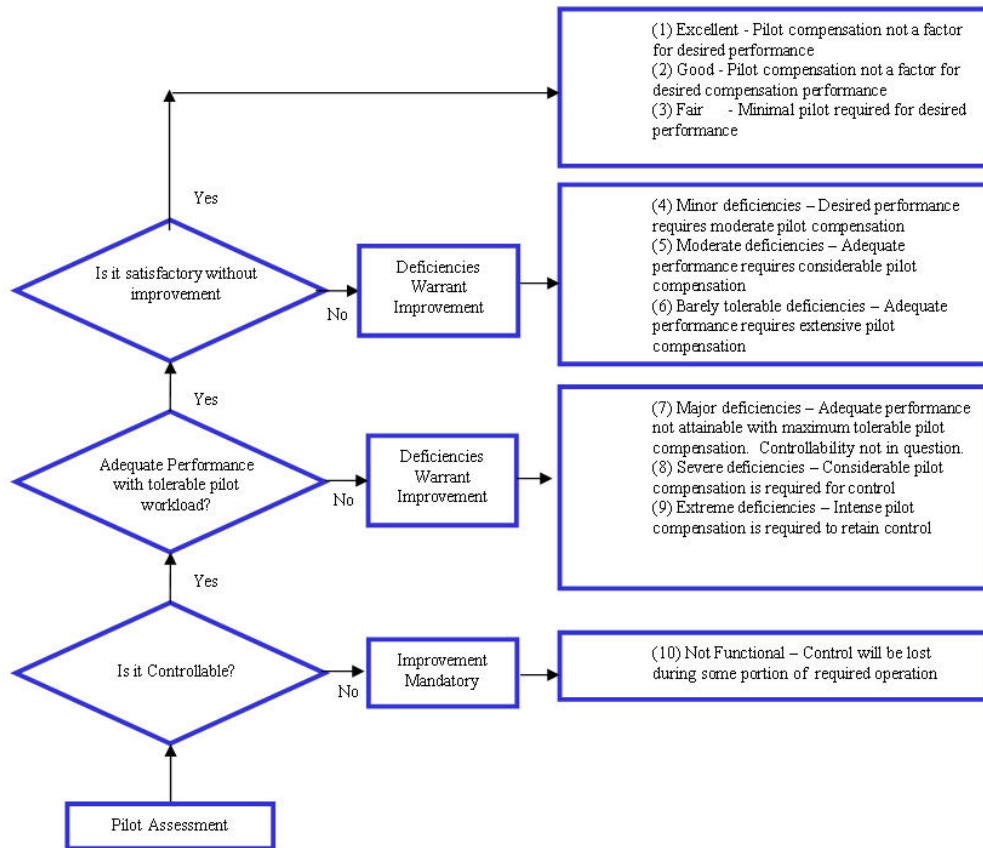 (1) Excellent - Pilot compensation not a factor
for desired performance
(2) Good - Pilot compensation not a factor for
desired compensation performance
(3) Fair - Minimal pilot required for desired
performance
Yes
Is it satisfactory without
improvement
No
Deficiencies
Warrant
Improvement
(4) Minor deficiencies – Desired performance
requires moderate pilot compensation
(5) Moderate deficiencies – Adequate
performance requires considerable pilot
compensation
(6) Barely tolerable deficiencies – Adequate
performance requires extensive pilot
compensation
Yes
Adequate Performance
with tolerable pilot
workload?
No
Deficiencies
Warrant
Improvement
(7) Major deficiencies – Adequate performance
not attainable with maximum tolerable pilot
compensation. Controllability not in question.
(8) Severe deficiencies – Considerable pilot
compensation is required for control
(9) Extreme deficiencies – Intense pilot
compensation is required to retain control
Yes
Is it Controllable?
No
Improvement
Mandatory
(10) Not Functional – Control will be lost
during some portion of required operation
Pilot Assessment